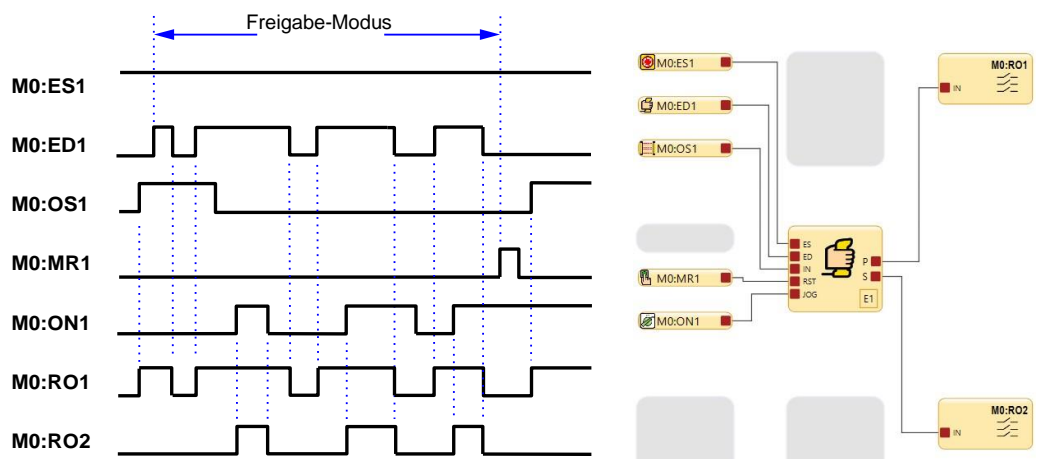 Freigabe-Modus
M0:ES1
M0:ED1
M0:OS1
M0:MR1
M0:ON1
M0:RO1
M0:RO2
M0:ES1
M0:ED1
M0:OS1
M0:MR1
M0:ON1
ES
ED
IN
RST
JOG
P
S
E1
M0:RO1
IN
M0:RO2
IN